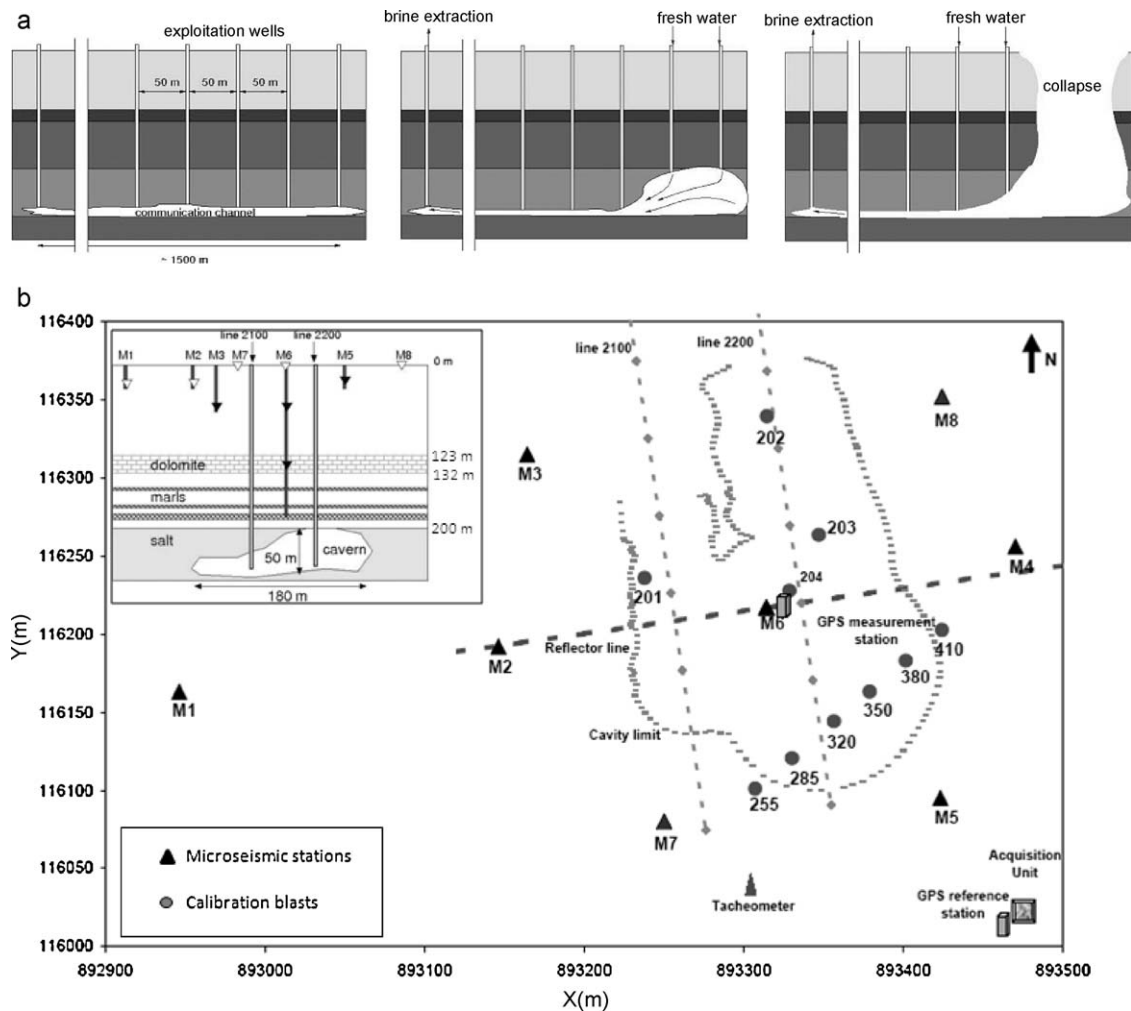 a
exploitation wells
50 m
50 m
50 m
communication channel
~ 1500 m
brine extraction
fresh water
brine extraction
fresh water
collapse
b
116400
116350
116300
116250
116200
116150
116100
116050
116000
Y(m)
892900
893000
893100
893200
893300
893400
893500
X(m)
line 2100
line 2200
M1
M2
M3
M7
M6
M5
M8
0 m
dolomite
123 m
132 m
marls
200 m
salt
50 m
cavern
180 m
line 2100
line 2200
N
M8
202
M3
203
M4
201
204
M6
GPS measurement
station
410
Reflector line
M2
380
M1
350
320
Cavity limit
285
255
M5
M7
Tacheometer
Acquisition
Unit
GPS reference
station
Microseismic stations
Calibration blasts